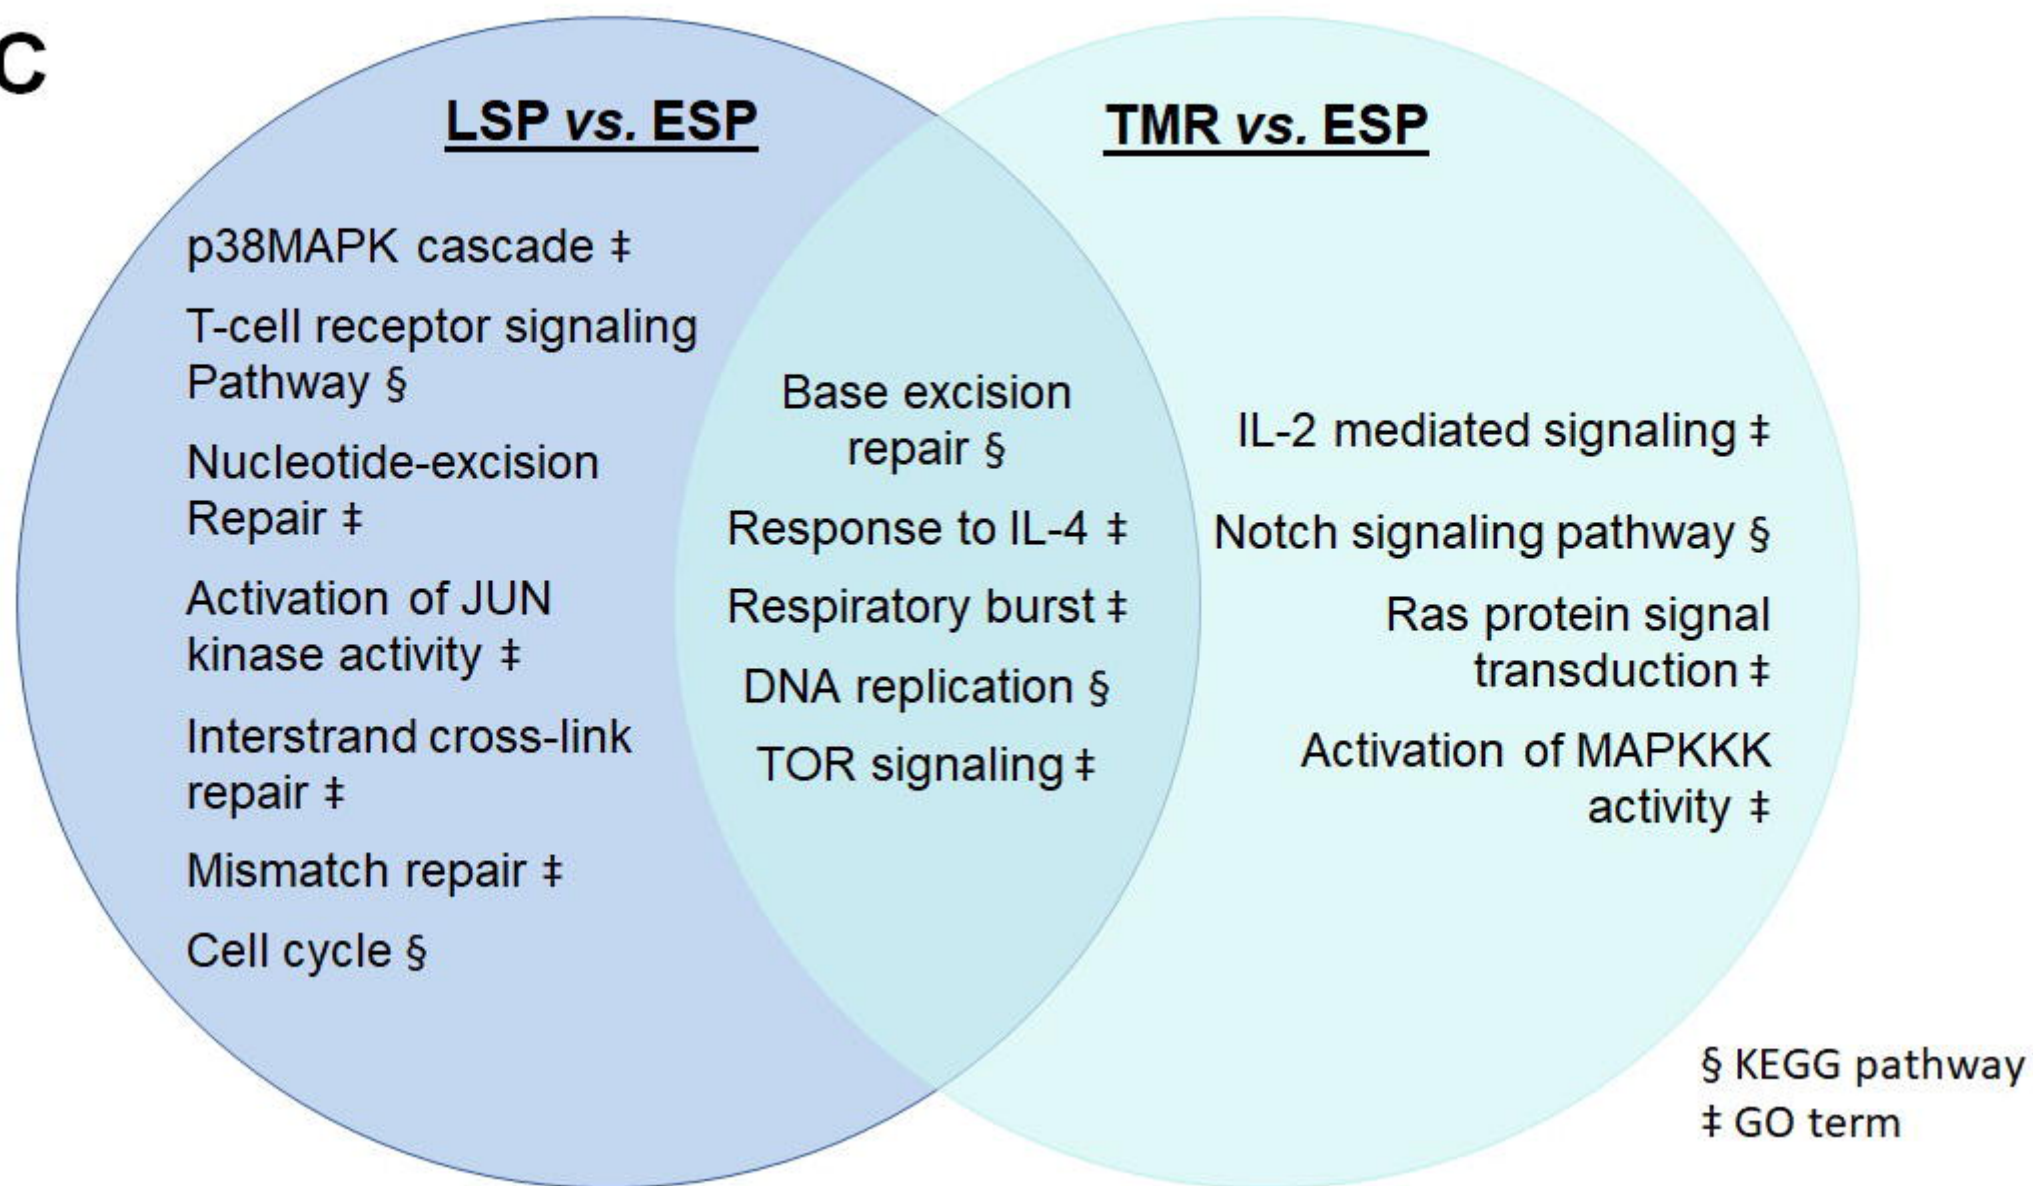 C
LSP vs. ESP
p38MAPK cascade ‡
T-cell receptor signaling
Pathway §
Nucleotide-excision
Repair ‡
Activation of JUN
kinase activity ‡
Interstrand cross-link
repair ‡
Mismatch repair ‡
Cell cycle §
Base excision
repair §
Response to IL-4 ‡
Respiratory burst ‡
DNA replication §
TOR signaling ‡
TMR vs. ESP
IL-2 mediated signaling ‡
Notch signaling pathway §
Ras protein signal
transduction ‡
Activation of MAPKKK
activity ‡
§ KEGG pathway
‡ GO term